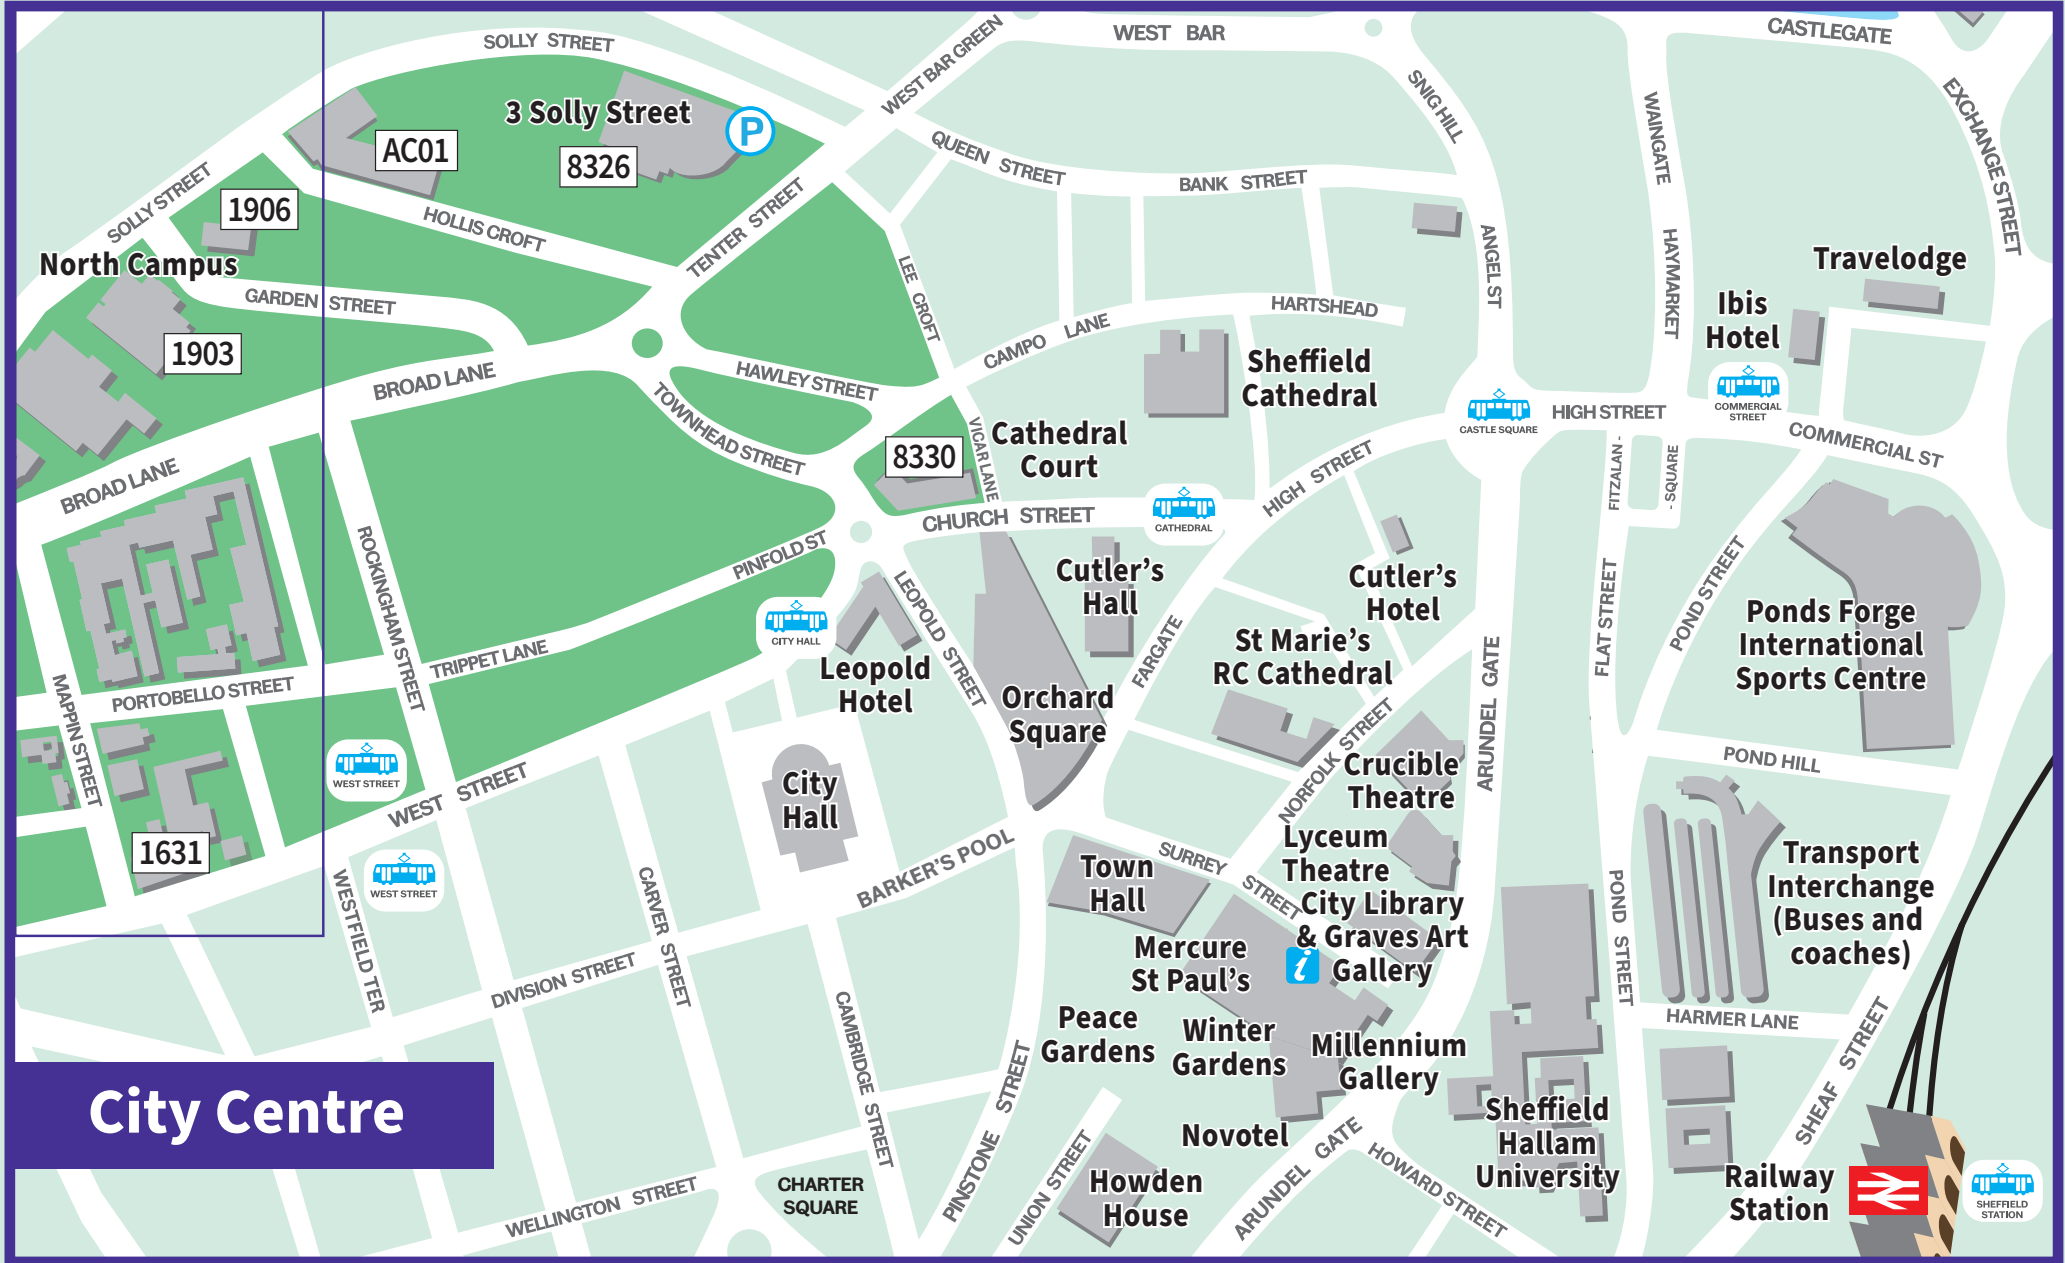 SOLLY STREET
WEST BAR GREEN
WEST BAR
CASTLEGATE
SNIG HILL
EXCHANGE STREET
WAINGATE
3 Solly Street
P
AC01
8326
QUEEN STREET
BANK STREET
SOLLY STREET
1906
HOLLIS CROFT
TENTER STREET
North Campus
GARDEN STREET
LEE CROFT
ANGEL ST
HAYMARKET
Travelodge
Ibis
Hotel
1903
HARTSHEAD
CAMPO LANE
Sheffield
Cathedral
BROAD LANE
HAWLEY STREET
TOWNHEAD STREET
CASTLE SQUARE
HIGH STREET
COMMERCIAL
STREET
COMMERCIAL ST
VICAR LANE
Cathedral
Court
8330
BROAD LANE
HIGH STREET
FITZALAN -
- SQUARE
CHURCH STREET
CATHEDRAL
ROCKINGHAM STREET
PINFOLD ST
CITY HALL
LEOPOLD STREET
Cutler's
Hall
Cutler's
Hotel
FLAT STREET
POND STREET
Ponds Forge
International
Sports Centre
FARGATE
St Marie's
RC Cathedral
ARUNDEL GATE
TRIPPET LANE
PORTOBELLO STREET
MAPPIN STREET
Leopold
Hotel
Orchard
Square
NORFOLK STREET
POND HILL
WEST STREET
WEST STREET
City
Hall
Crucible
Theatre
Lyceum
Theatre
1631
WEST STREET
BARKER'S POOL
Town
Hall
SURREY
STREET
City Library
& Graves Art
Gallery
Transport
Interchange
(Buses and
coaches)
WESTFIELD TER
CARVER STREET
DIVISION STREET
Mercure
St Paul's
i
POND STREET
Peace
Gardens
Winter
Gardens
Millennium
Gallery
HARMER LANE
SHEAF STREET
CAMBRIDGE STREET
City Centre
PINSTONE STREET
Novotel
Sheffield
Hallam
University
UNION STREET
Howden
House
ARUNDEL GATE
HOWARD STREET
WELLINGTON STREET
CHARTER
SQUARE
Railway
Station
SHEFFIELD
STATION